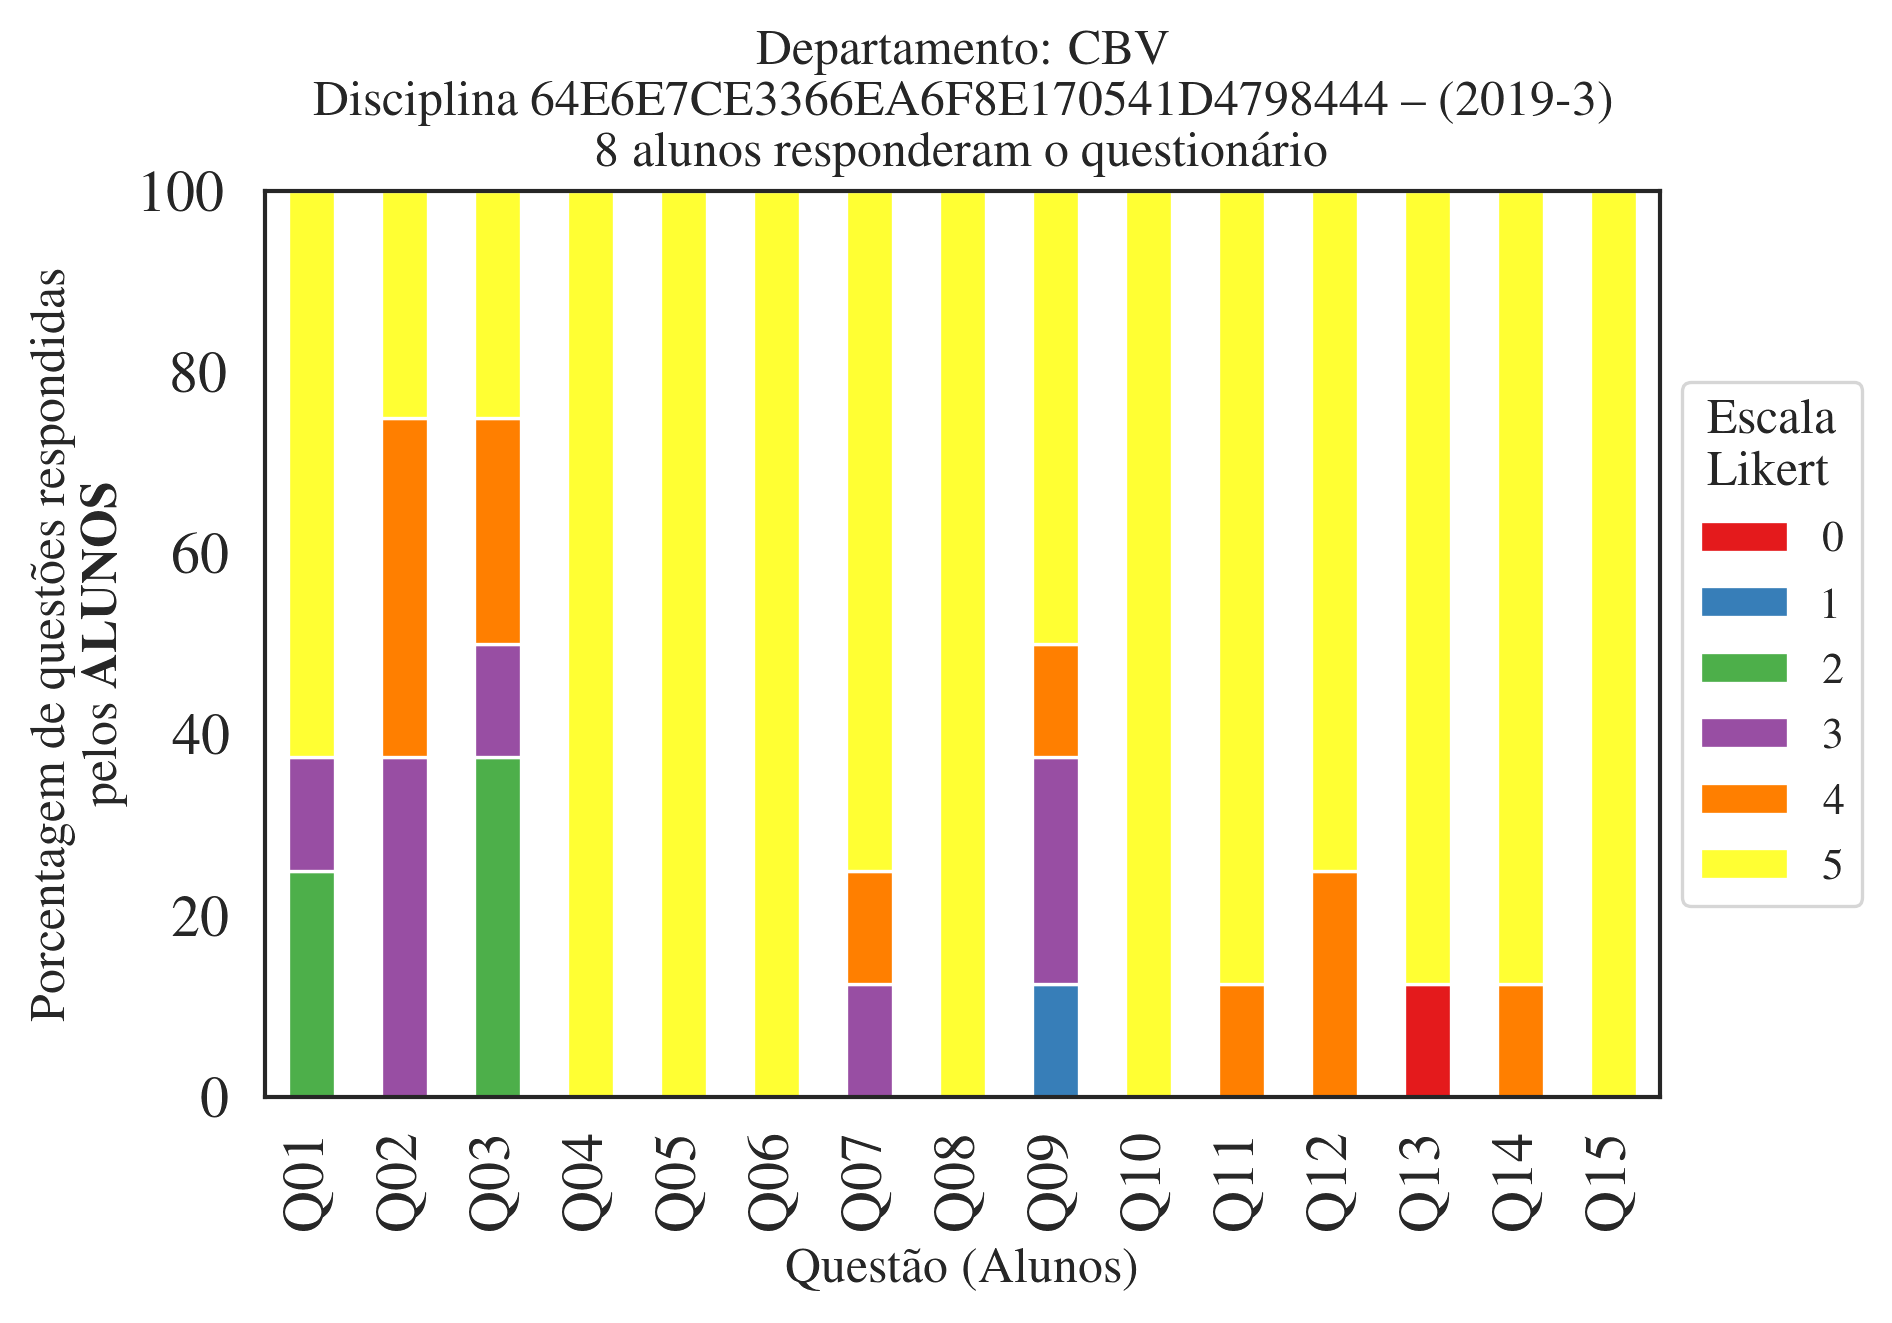 Departamento: CBV
Disciplina 64E6E7CE3366EA6F8E170541D4798444 – (2019-3)
8 alunos responderam o questionário
Porcentagem de questões respondidas
pelos ALUNOS
100
80
60
40
20
0
Q01
Q02
Q03
Q04
Q05
Q06
Q07
Q08
Q09
Q10
Q11
Q12
Q13
Q14
Q15
Questão (Alunos)
Escala
Likert
0
1
2
3
4
5